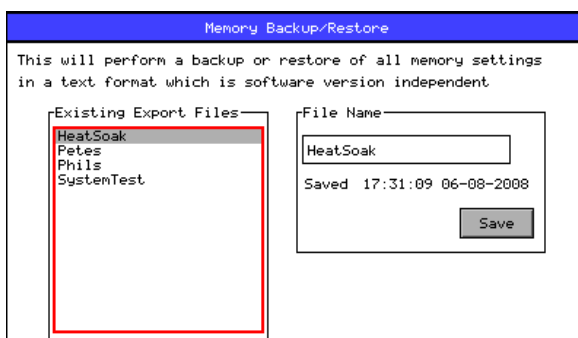 Memory Backup/Restore
This will perform a backup or restore of all memory settings
in a text format which is software version independent
Existing Export Files
HeatSoak
Petes
Phils
SystemTest
File Name
HeatSoak
Saved 17:31:09 06-08-2008
Save